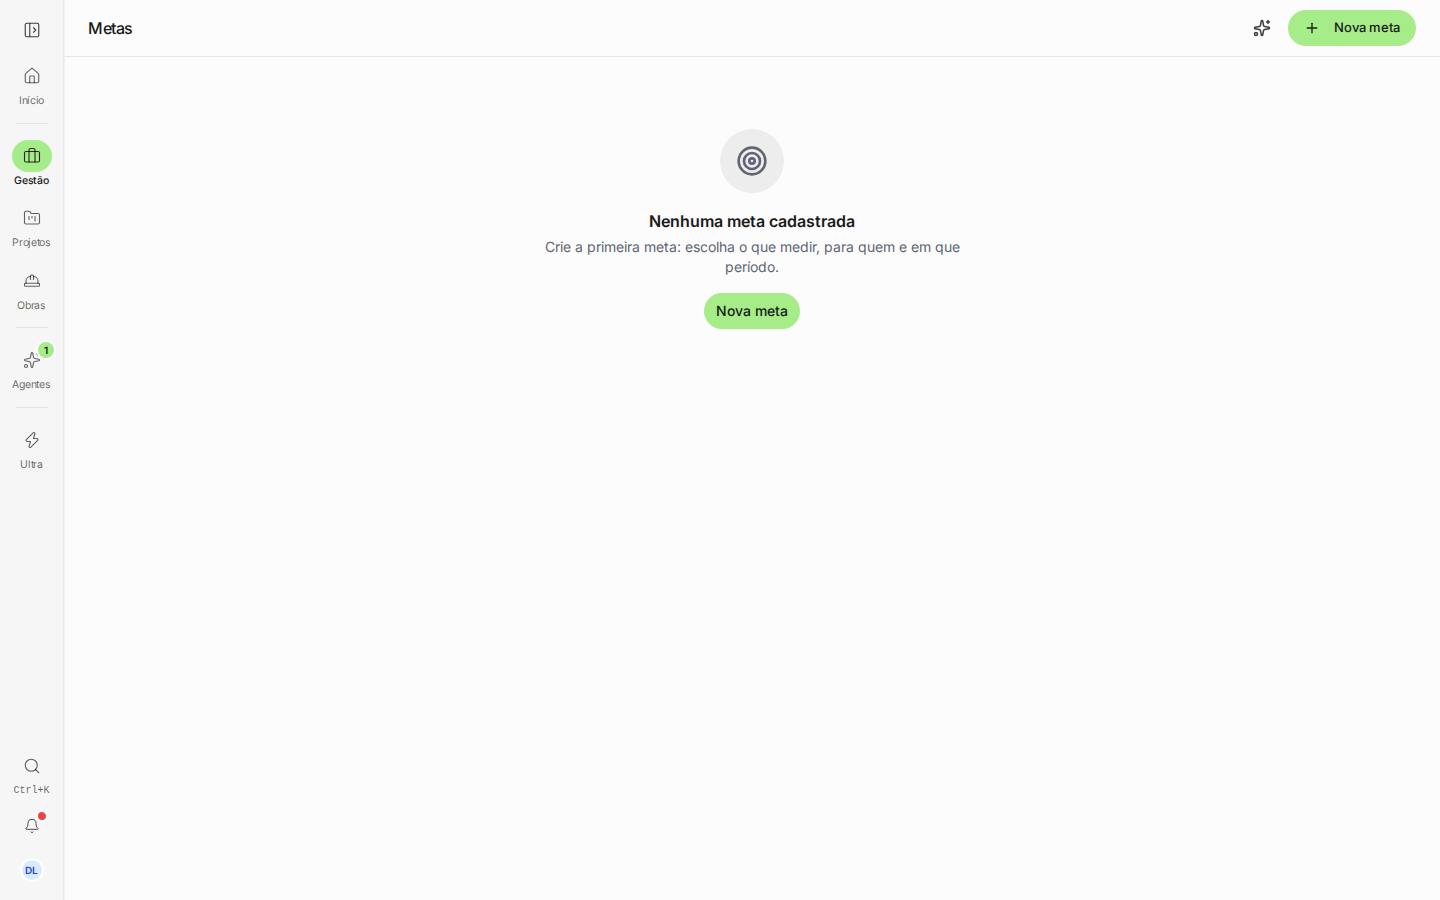 Metas
Nova meta
Início
Gestão
Projetos
Obras
1
Agentes
Ultra
Nenhuma meta cadastrada
Crie a primeira meta: escolha o que medir, para quem e em que
período.
Nova meta
Ctrl+K
DL